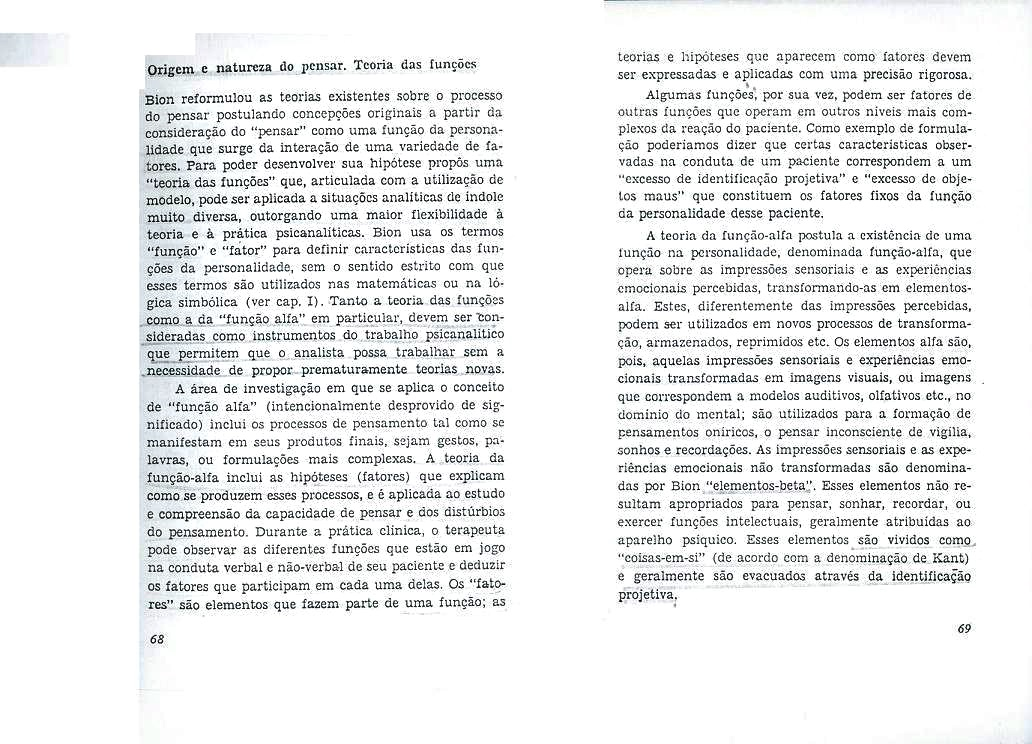 Origem e natureza do pensar. Teoria das funções
Bion reformulou as teorias existentes sobre o processo
do pensar postulando concepções originais a partir da
consideração do "pensar" como uma função da persona-
lidade que surge da interação de uma variedade de fa-
tores. Para poder desenvolver sua hipótese propôs uma
"teoria das funções" que, articulada com a utilização de
modelo, pode ser aplicada a situações analíticas de índole
muito diversa, outorgando uma maior flexibilidade à
teoria e à prática psicanalíticas. Bion usa os termos
"função" e "fator" para definir características das fun-
ções da personalidade, sem o sentido estrito com que
esses termos são utilizados nas matemáticas ou na ló-
gica simbólica (ver cap. I). Tanto a teoria das funções
como a da "função alfa" em particular, devem ser con-
sideradas como instrumentos do trabalho psicanalítico
que permitem que o analista possa trabalhar sem a
necessidade de propor prematuramente teorias novas.
A área de investigação em que se aplica o conceito
de "função alfa" (intencionalmente desprovido de sig-
nificado) inclui os processos de pensamento tal como se
manifestam em seus produtos finais, sejam gestos, pa-
lavras, ou formulações mais complexas. A teoria da
função-alfa inclui as hipóteses (fatores) que explicam
como se produzem esses processos, e é aplicada ao estudo
e compreensão da capacidade de pensar e dos distúrbios
do pensamento. Durante a prática clínica, o terapeuta
pode observar as diferentes funções que estão em jogo
na conduta verbal e não-verbal de seu paciente e deduzir
os fatores que participam em cada uma delas. Os "fato-
res" são elementos que fazem parte de uma função; as
68
teorias e hipóteses que aparecem como fatores devem
ser expressadas e aplicadas com uma precisão rigorosa.
Algumas funções, por sua vez, podem ser fatores de
outras funções que operam em outros níveis mais com-
plexos da reação do paciente. Como exemplo de formula-
ção poderíamos dizer que certas características obser-
vadas na conduta de um paciente correspondem a um
"excesso de identificação projetiva" e "excesso de obje-
tos maus" que constituem os fatores fixos da função
da personalidade desse paciente.
A teoria da função-alfa postula a existência de uma
função na personalidade, denominada função-alfa, que
opera sobre as impressões sensoriais e as experiências
emocionais percebidas, transformando-as em elementos-
alfa. Estes, diferentemente das impressões percebidas,
podem ser utilizados em novos processos de transforma-
ção, armazenados, reprimidos etc. Os elementos alfa são,
pois, aquelas impressões sensoriais e experiências emo-
cionais transformadas em imagens visuais, ou imagens
que correspondem a modelos auditivos, olfativos etc., no
domínio do mental; são utilizados para a formação de
pensamentos oníricos, o pensar inconsciente de vigília,
sonhos e recordações. As impressões sensoriais e as expe-
riências emocionais não transformadas são denomina-
das por Bion "elementos-beta". Esses elementos não re-
sultam apropriados para pensar, sonhar, recordar, ou
exercer funções intelectuais, geralmente atribuídas ao
aparelho psíquico. Esses elementos são vividos como
"coisas-em-si" (de acordo com a denominação de Kant)
e geralmente são evacuados através da identificação
projetiva.
69